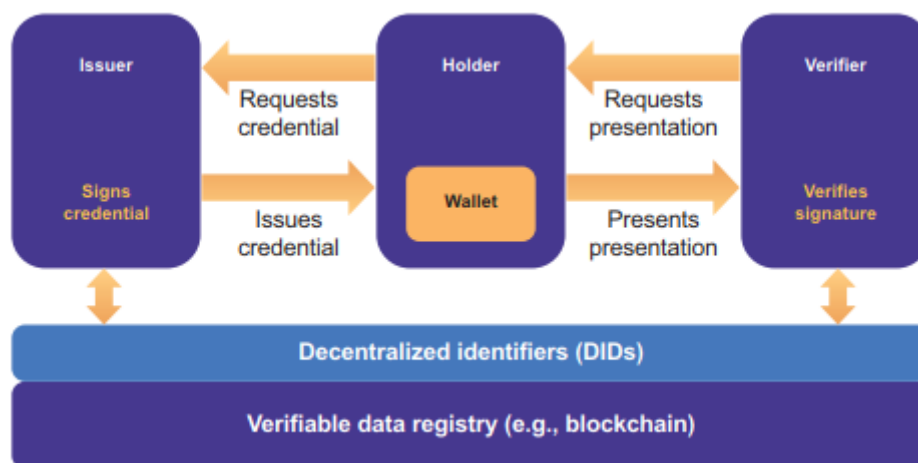 Issuer
Holder
Verifier
Requests
credential
Requests
presentation
Signs
credential
Wallet
Verifies
signature
Issues
credential
Presents
presentation
Decentralized identifiers (DIDs)
Verifiable data registry (e.g., blockchain)